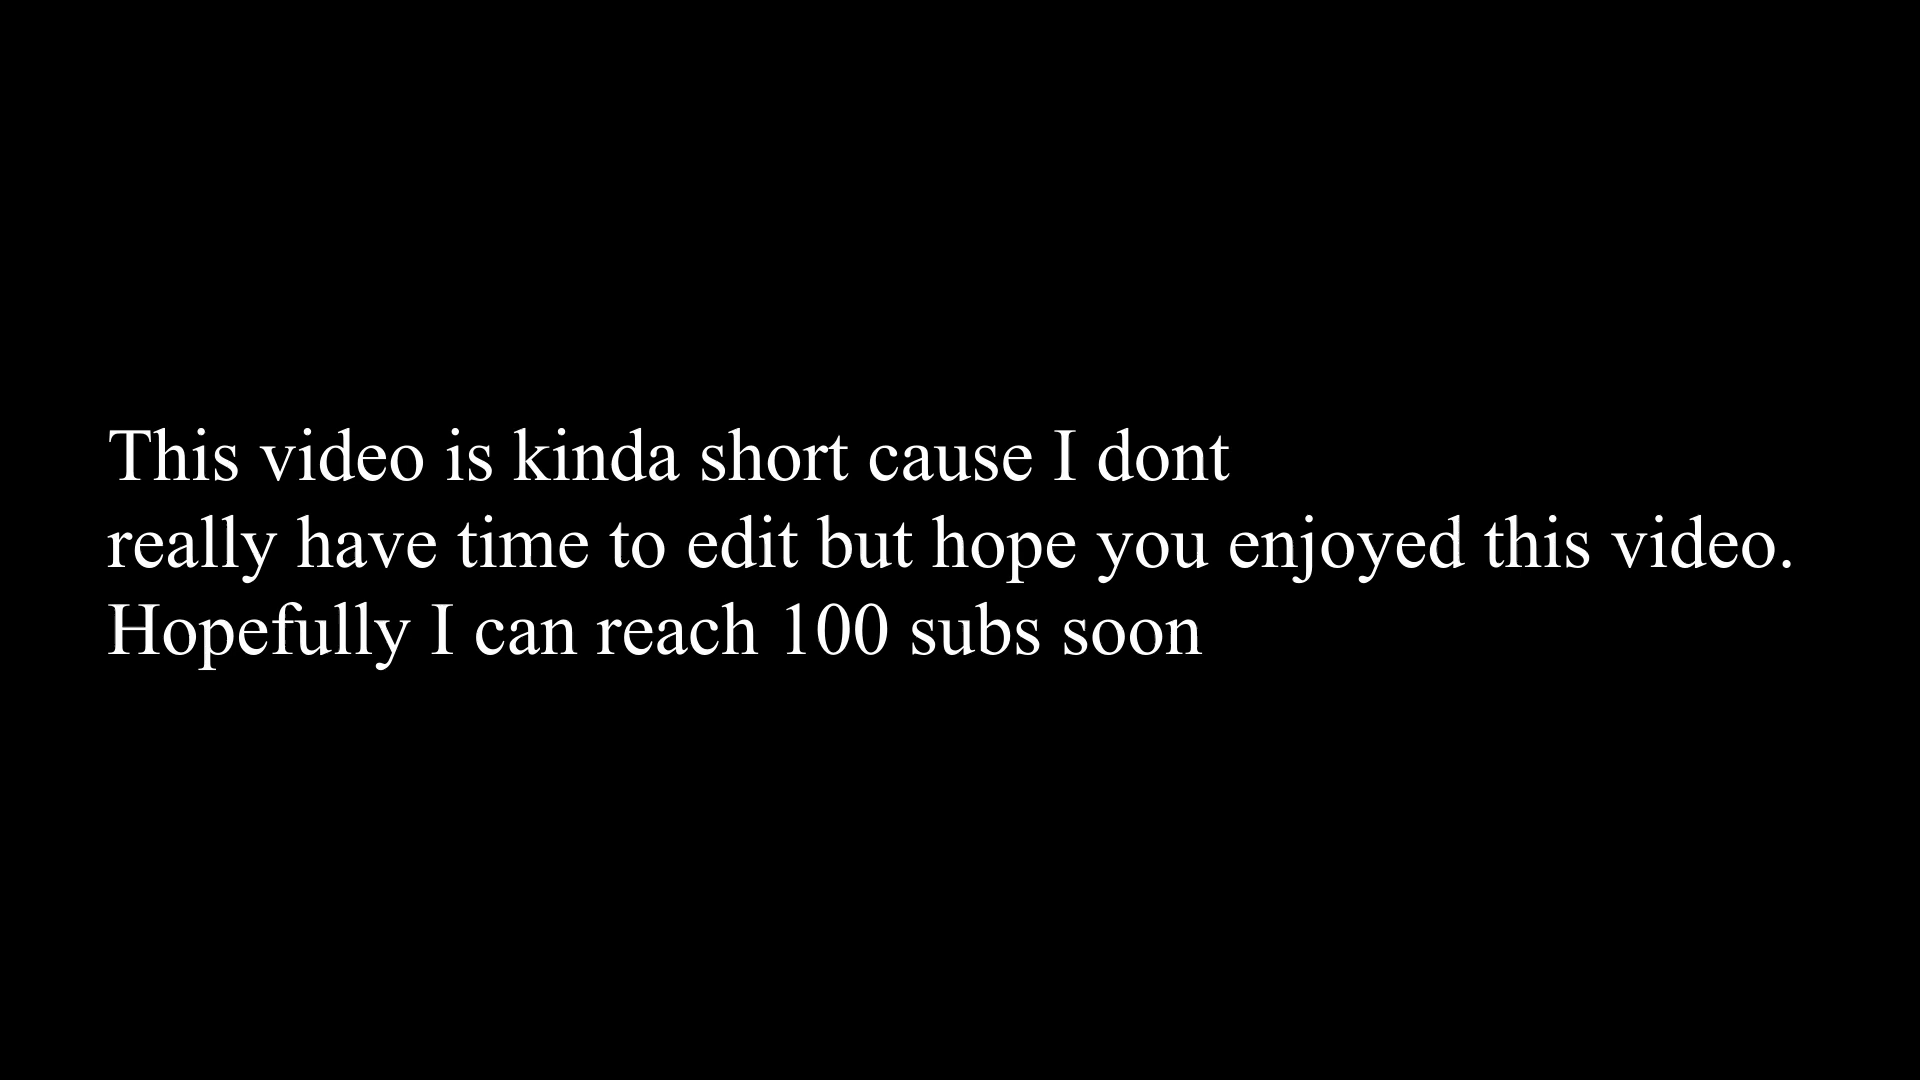 This video is kinda short cause I dont
really have time to edit but hope you enjoyed this video.
Hopefully I can reach 100 subs soon